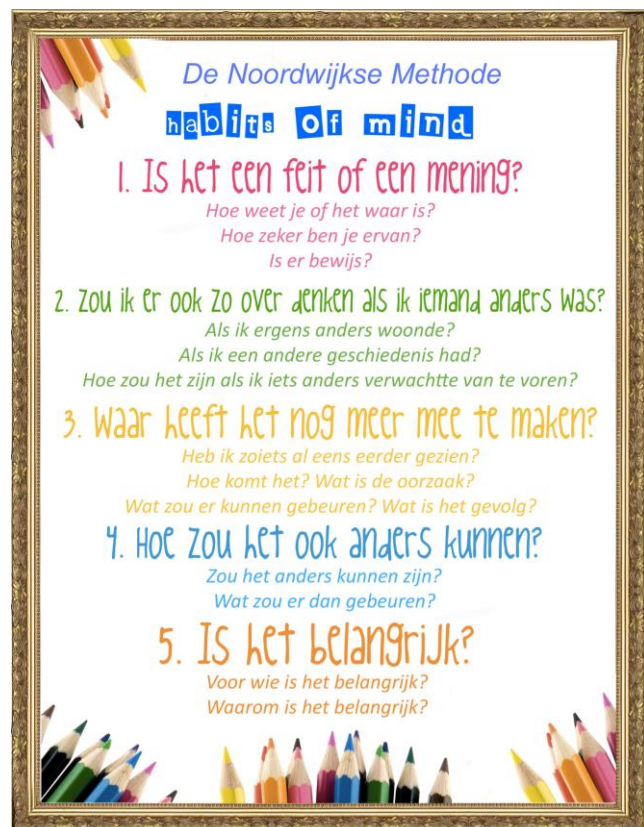 De Noordwijkse Methode
habits of mind
1. Is het een feit of een mening?
Hoe weet je of het waar is?
Hoe zeker ben je ervan?
Is er bewijs?
2. Zou ik er ook zo over denken als ik iemand anders was?
Als ik ergens anders woonde?
Als ik een andere geschiedenis had?
Hoe zou het zijn als ik iets anders verwachtte van te voren?
3. Waar heeft het nog meer mee te maken?
Heb ik zoiets al eens eerder gezien?
Hoe komt het? Wat is de oorzaak?
Wat zou er kunnen gebeuren? Wat is het gevolg?
4. Hoe zou het ook anders kunnen?
Zou het anders kunnen zijn?
Wat zou er dan gebeuren?
5. Is het belangrijk?
Voor wie is het belangrijk?
Waarom is het belangrijk?